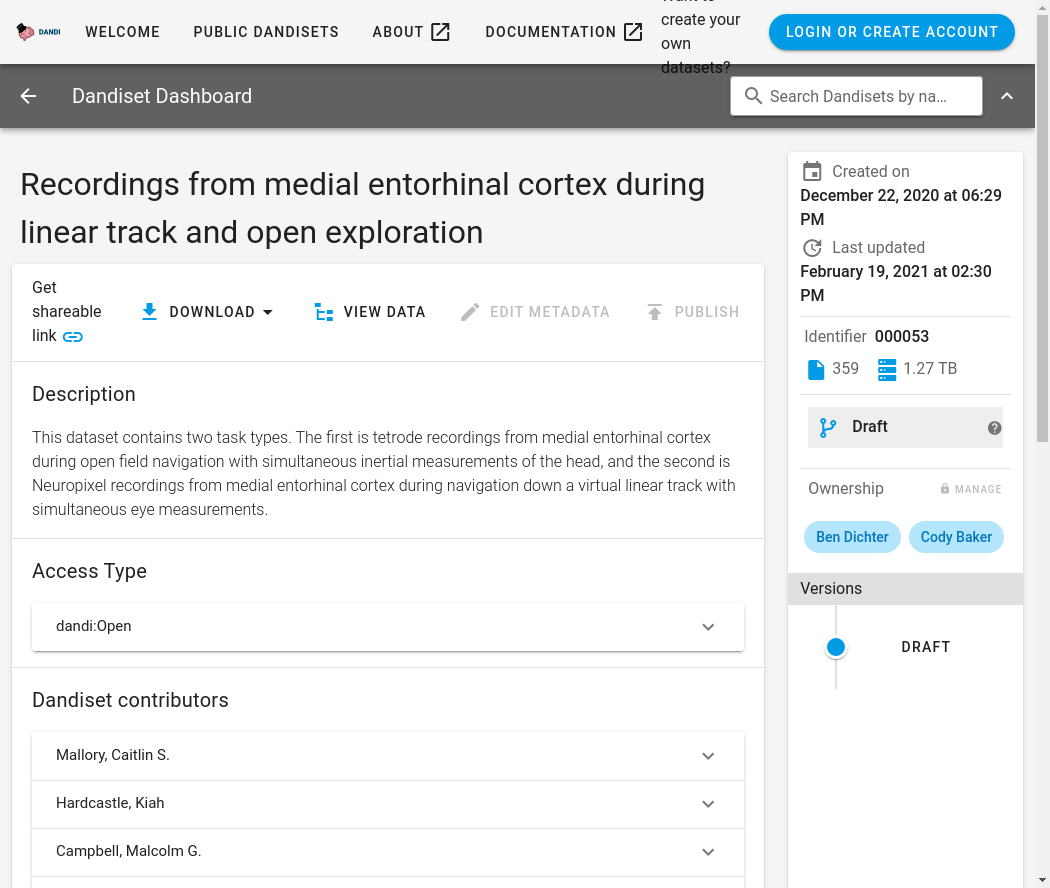 DANDI
WELCOME
PUBLIC DANDISETS
ABOUT
DOCUMENTATION
create your
own
datasets?
LOGIN OR CREATE ACCOUNT
Dandiset Dashboard
Search Dandisets by na…
Recordings from medial entorhinal cortex during
linear track and open exploration
Get
shareable
link
DOWNLOAD
VIEW DATA
EDIT METADATA
PUBLISH
Description
This dataset contains two task types. The first is tetrode recordings from medial entorhinal cortex
during open field navigation with simultaneous inertial measurements of the head, and the second is
Neuropixel recordings from medial entorhinal cortex during navigation down a virtual linear track with
simultaneous eye measurements.
Access Type
dandi:Open
Dandiset contributors
Mallory, Caitlin S.
Hardcastle, Kiah
Campbell, Malcolm G.
Created on
December 22, 2020 at 06:29
PM
Last updated
February 19, 2021 at 02:30
PM
Identifier 000053
359
1.27 TB
Draft
Ownership
MANAGE
Ben Dichter
Cody Baker
Versions
DRAFT